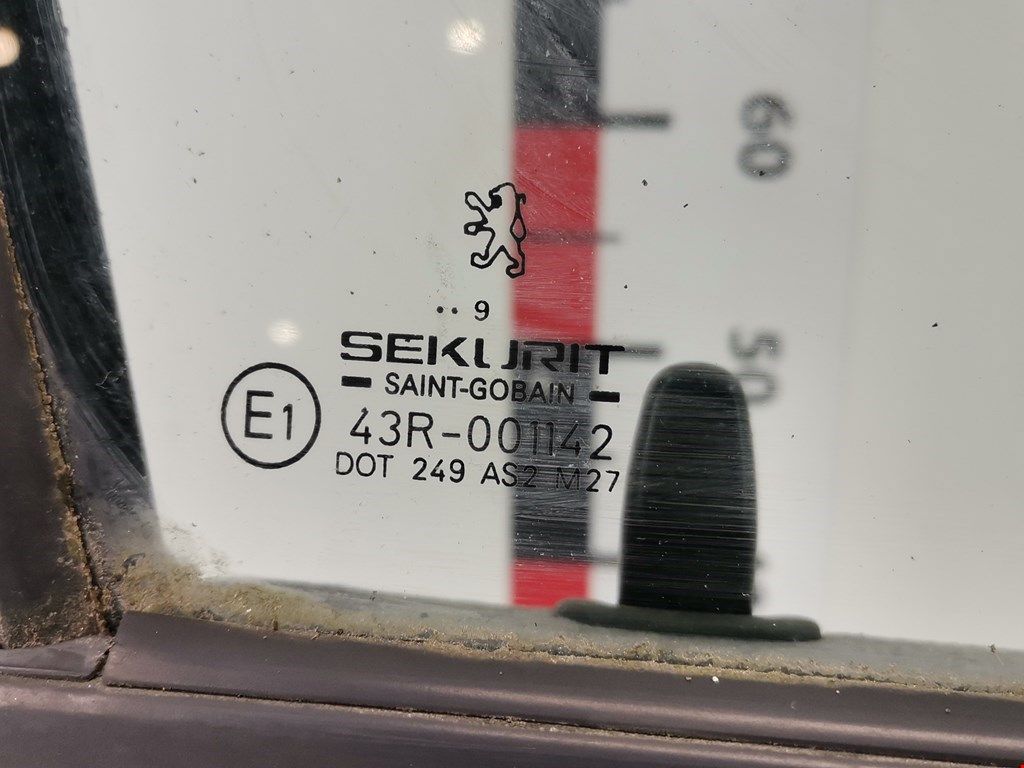 60
50
.. 9
SEKURIT
SAINT-GOBAIN
E1
43R-001142
DOT 249 AS2 M27